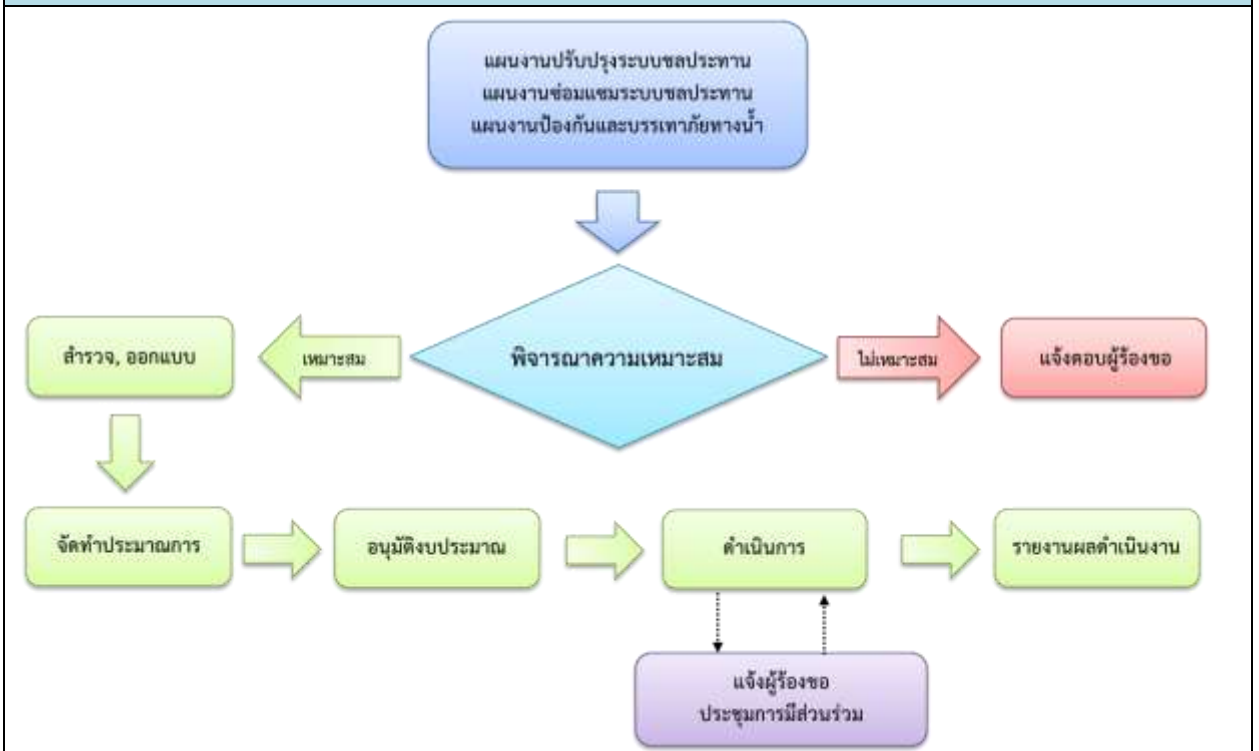 แผนงานปรับปรุงระบบชลประทาน
แผนงานซ่อมแซมระบบชลประทาน
แผนงานป้องกันและบรรเทาภัยทางน้ำ
สำรวจ, ออกแบบ
เหมาะสม
พิจารณาความเหมาะสม
ไม่เหมาะสม
แจ้งตอบผู้ร้องขอ
จัดทำประมาณการ
อนุมัติงบประมาณ
ดำเนินการ
รายงานผลดำเนินงาน
แจ้งผู้ร้องขอ
ประชุมการมีส่วนร่วม